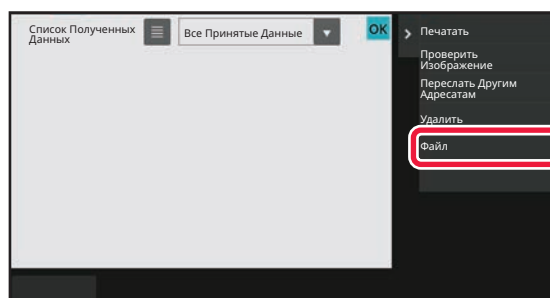 Список Полученных
Данных
Все Принятые Данные
OK
Печатать
Проверить
Изображение
Переслать Другим
Адресатам
Удалить
Файл